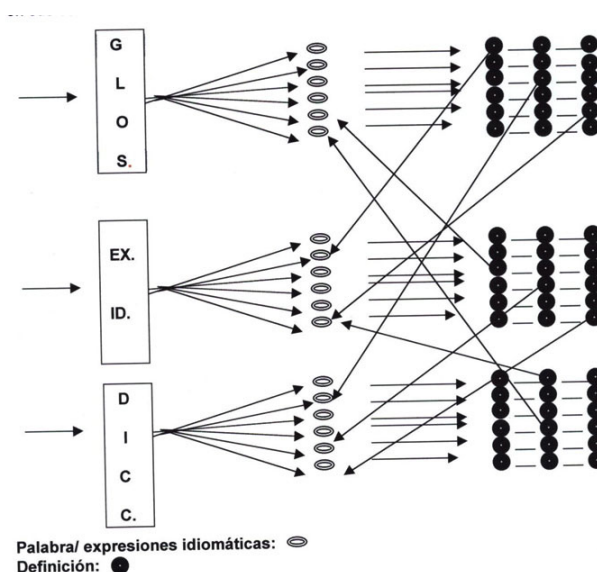 G
L
O
S.
EX.
ID.
D
I
C
C.
Palabra/ expresiones idiomáticas:
Definición: